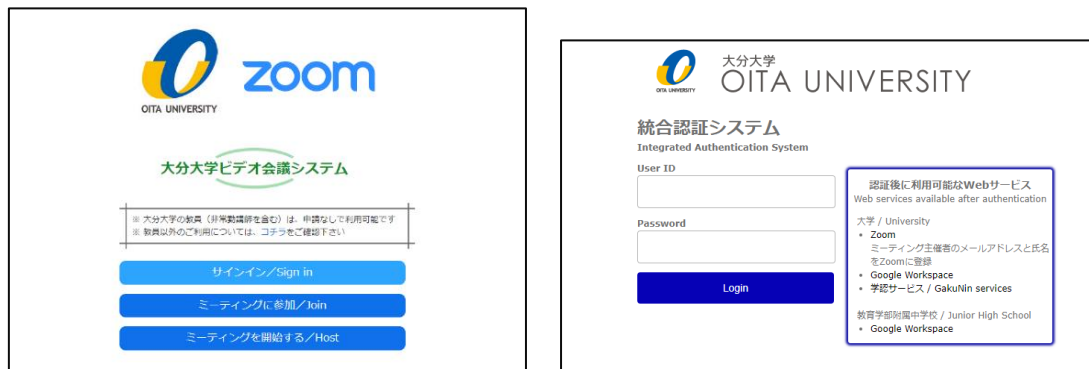 OITA UNIVERSITY
zoom
大分大学ビデオ会議システム
※ 大分大学の教員(非常勤講師を含む)は、申請なしで利用可能です
※ 教員以外のご利用については、コチラをご確認下さい
サインイン/Sign in
ミーティングに参加/Join
ミーティングを開始する/Host
OITA UNIVERSITY
大分大学
OITA UNIVERSITY
統合認証システム
Integrated Authentication System
User ID
Password
Login
認証後に利用可能なWebサービス
Web services available after authentication
大学 / University
• Zoom
ミーティング主催者のメールアドレスと氏名
をZoomに登録
• Google Workspace
• 学認サービス / GakuNin services
教育学部附属中学校 / Junior High School
• Google Workspace